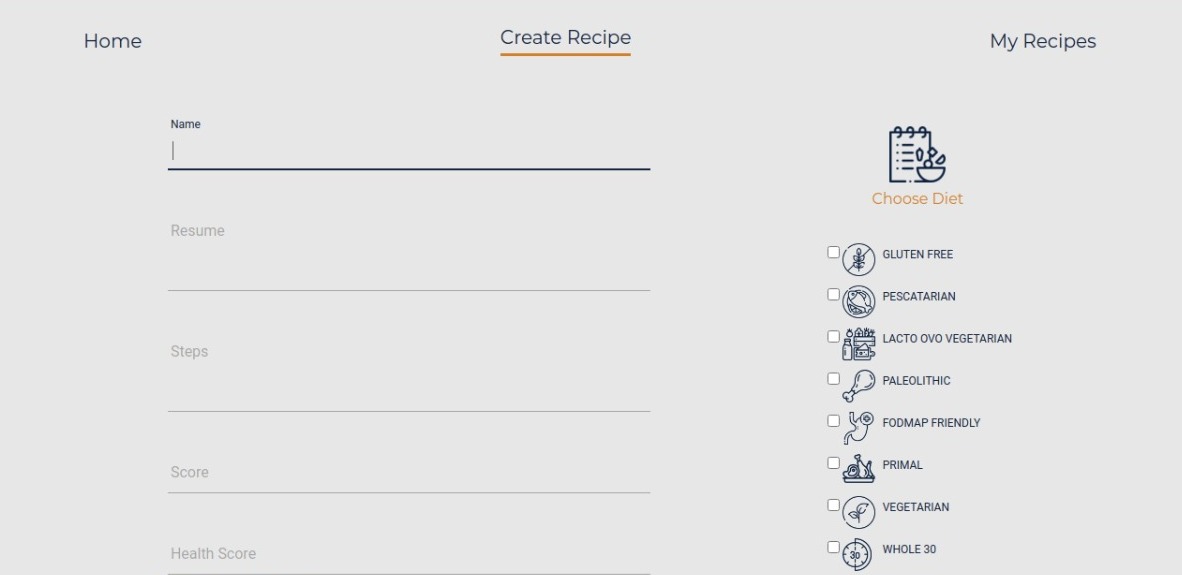 Home
Create Recipe
My Recipes
Name
Resume
Steps
Score
Health Score
Choose Diet
GLUTEN FREE
PESCATARIAN
LACTO OVO VEGETARIAN
PALEOLITHIC
FODMAP FRIENDLY
PRIMAL
VEGETARIAN
30
WHOLE 30